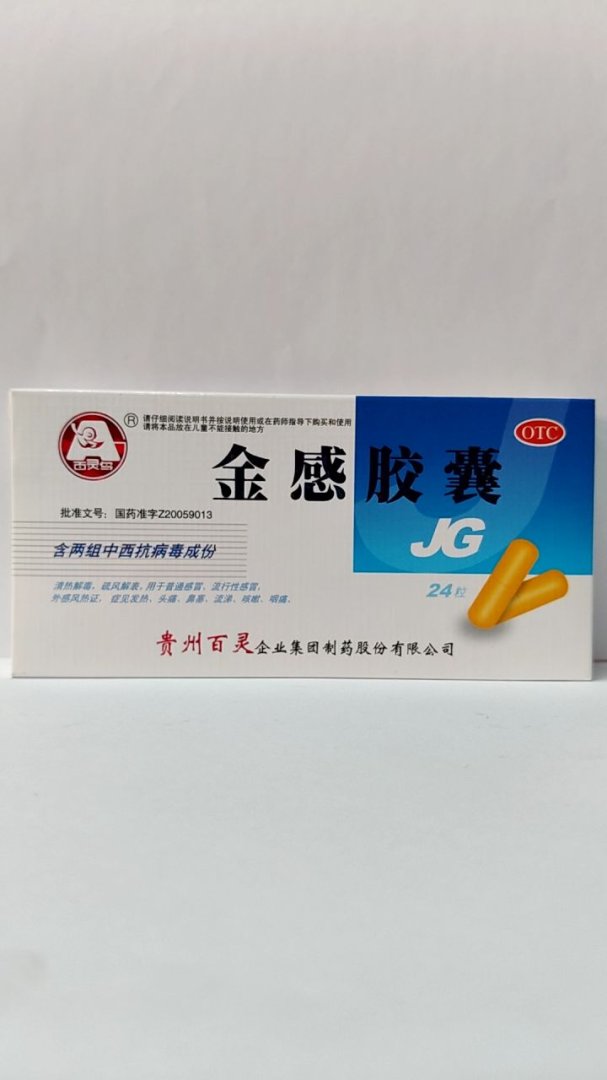 百灵鸟
®
请仔细阅读说明书并按说明使用或在药师指导下购买和使用
请将本品放在儿童不能接触的地方
OTC
金感胶囊
批准文号：国药准字Z20059013
JG
含两组中西抗病毒成份
清热解毒，疏风解表。用于普通感冒，流行性感冒，
外感风热证，症见发热、头痛、鼻塞、流涕、咳嗽、咽痛。
24粒
贵州百灵企业集团制药股份有限公司